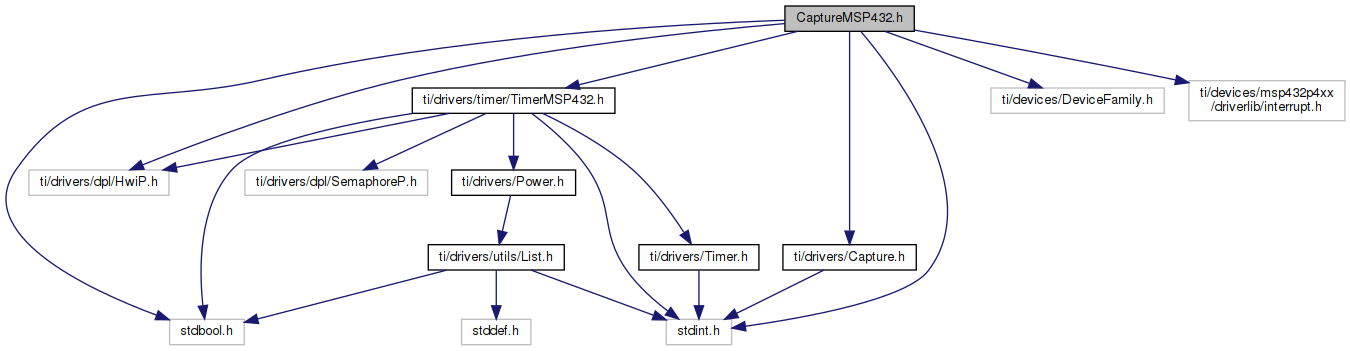 CaptureMSP432.h
ti/drivers/timer/TimerMSP432.h
ti/devices/DeviceFamily.h
ti/devices/msp432p4xx
/driverlib/interrupt.h
ti/drivers/dpl/HwiP.h
ti/drivers/dpl/SemaphoreP.h
ti/drivers/Power.h
ti/drivers/utils/List.h
ti/drivers/Timer.h
ti/drivers/Capture.h
stdbool.h
stddef.h
stdint.h